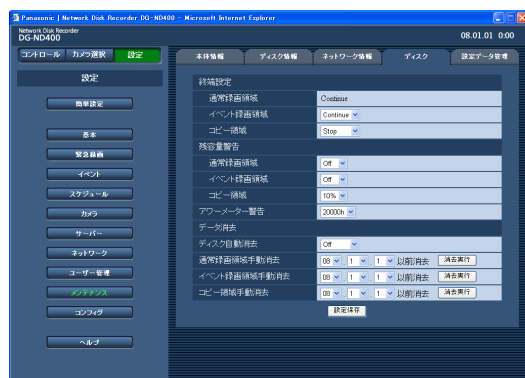 Panasonic | Network Disk Recorder DG-ND400 - Microsoft Internet Explorer
Network Disk Recorder
DG-ND400
08.01.01 0:00
コントロール カメラ選択 設定
本体情報 ディスク情報 ネットワーク情報 ディスク 設定データ管理
設定
簡単設定
基本
緊急録画
イベント
スケジュール
カメラ
サーバー
ネットワーク
ユーザー管理
メンテナンス
コンフィグ
ヘルプ
終端設定
通常録画領域 Continue
イベント録画領域 Continue
コピー領域 Stop
残容量警告
通常録画領域 Off
イベント録画領域 Off
コピー領域 10%
アワーメーター警告 20000h
データ消去
ディスク自動消去 Off
通常録画領域手動消去 08 . 1 . 1 以前消去 消去実行
イベント録画領域手動消去 08 . 1 . 1 以前消去 消去実行
コピー領域手動消去 08 . 1 . 1 以前消去 消去実行
設定保存